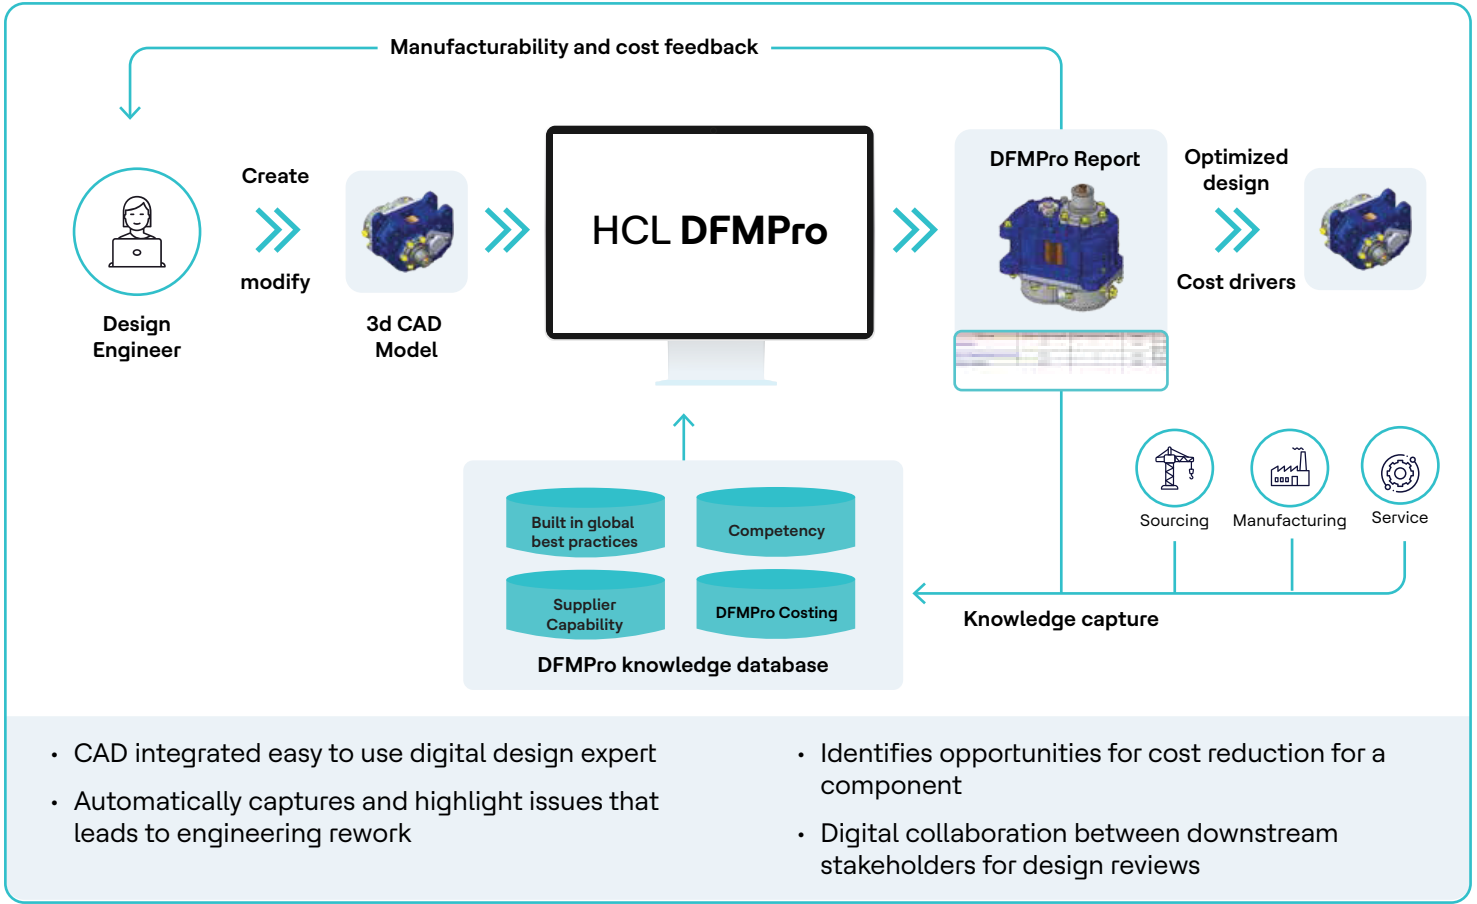 Manufacturability and cost feedback
Create
modify
Design
Engineer
3d CAD
Model
HCL DFMPro
DFMPro Report
Optimized
design
Cost drivers
Sourcing
Manufacturing
Service
Knowledge capture
Built in global
best practices
Competency
Supplier
Capability
DFMPro Costing
DFMPro knowledge database
• CAD integrated easy to use digital design expert
• Automatically captures and highlight issues that
leads to engineering rework
• Identifies opportunities for cost reduction for a
component
• Digital collaboration between downstream
stakeholders for design reviews